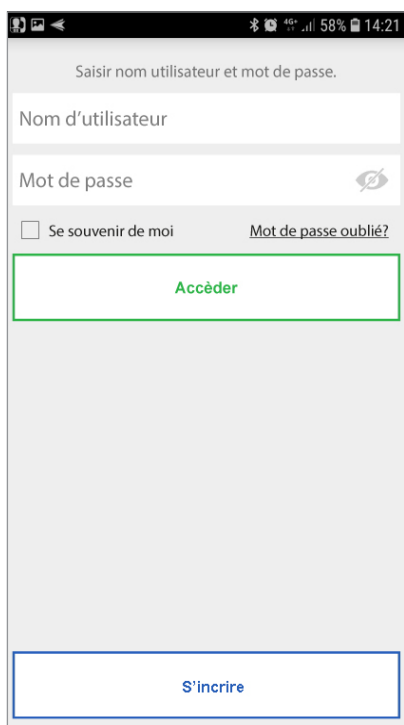 4G+ 58% 14:21
Saisir nom utilisateur et mot de passe.
Nom d’utilisateur
Mot de passe
Se souvenir de moi Mot de passe oublié?
Accèder
S'incrire